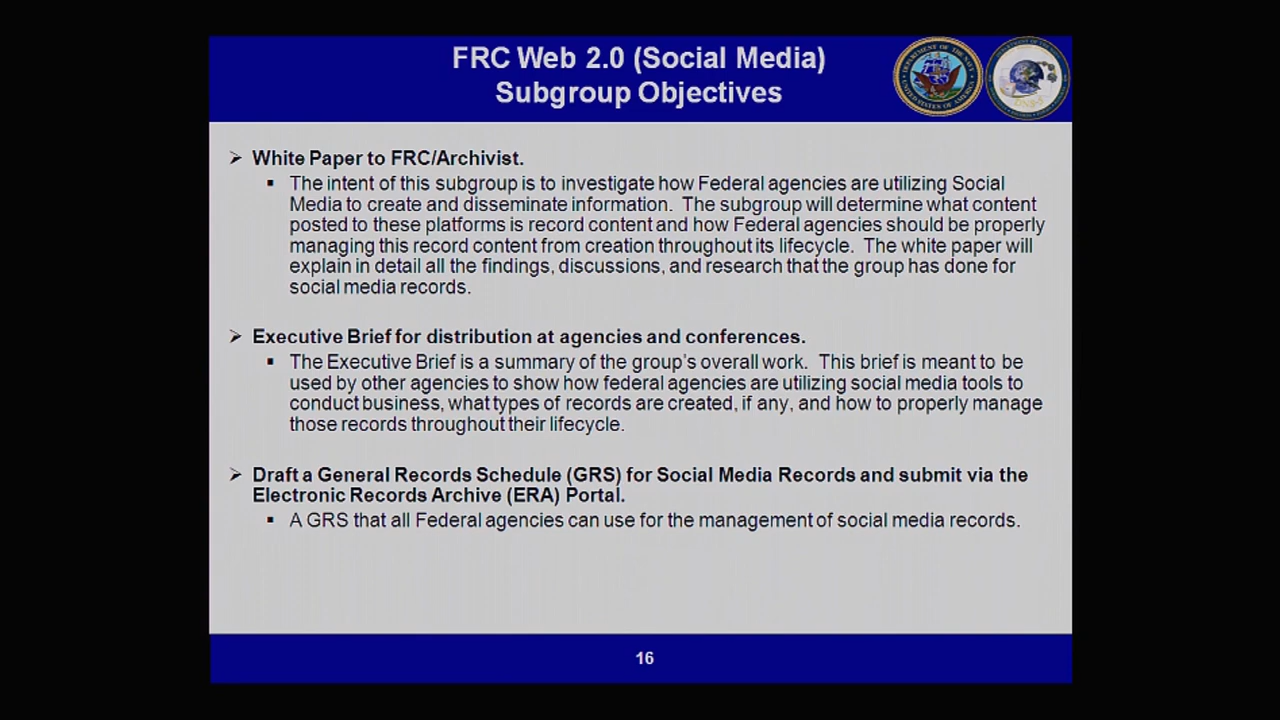 FRC Web 2.0 (Social Media)
Subgroup Objectives
DEPARTMENT OF THE NAVY
UNITED STATES OF AMERICA
White Paper to FRC/Archivist.
The intent of this subgroup is to investigate how Federal agencies are utilizing Social
Media to create and disseminate information. The subgroup will determine what content
posted to these platforms is record content and how Federal agencies should be properly
managing this record content from creation throughout its lifecycle. The white paper will
explain in detail all the findings, discussions, and research that the group has done for
social media records.
Executive Brief for distribution at agencies and conferences.
The Executive Brief is a summary of the group's overall work. This brief is meant to be
used by other agencies to show how federal agencies are utilizing social media tools to
conduct business, what types of records are created, if any, and how to properly manage
those records throughout their lifecycle.
Draft a General Records Schedule (GRS) for Social Media Records and submit via the
Electronic Records Archive (ERA) Portal.
A GRS that all Federal agencies can use for the management of social media records.
16